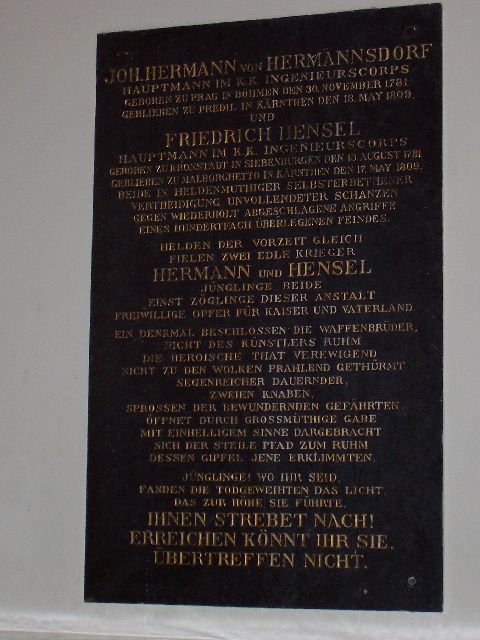 JOH. HERMANN VON HERMANNSDORF
HAUPTMANN IM K.K. INGENIEURSCORPS
GEBOREN ZU PRAG IN BÖHMEN DEN 30. NOVEMBER 1781
GEBLIEBEN ZU PREDIL IN KÄRNTHEN DEN 18. MAY 1809.
UND
FRIEDRICH HENSEL
HAUPTMANN IM K.K. INGENIEURSCORPS
GEBOREN ZU KRONSTADT IN SIEBENBÜRGEN DEN 13. AUGUST 1781
GEBLIEBEN ZU MALBORGHETTO IN KÄRNTHEN DEN 17. MAY 1809.
BEIDE IN HELDENMUTHIGER SELBSTERBETHENER
VERTHEIDIGUNG UNVOLLENDETER SCHANZEN
GEGEN WIEDERHOLT ABGESCHLAGENE ANGRIFFE
EINES HUNDERTFACH ÜBERLEGENEN FEINDES.
HELDEN DER VORZEIT GLEICH
FIELEN ZWEI EDLE KRIEGER
HERMANN UND HENSEL
JÜNGLINGE BEIDE
EINST ZÖGLINGE DIESER ANSTALT
FREIWILLIGE OPFER FÜR KAISER UND VATERLAND.
EIN DENKMAL BESCHLOSSEN DIE WAFFENBRÜDER,
NICHT DES KÜNSTLERS RUHM
DIE HEROISCHE THAT VEREWIGEND
NICHT ZU DEN WOLKEN PRAHLEND GETHÜRMT
SEGENREICHER DAUERNDER,
ZWEIEN KNABEN,
SPROSSEN DER BEWUNDERNDEN GEFÄHRTEN,
ÖFFNET DURCH GROSSMÜTHIGE GABE
MIT EINHELLIGEM SINNE DARGEBRACHT
SICH DER STEILE PFAD ZUM RUHM
DESSEN GIPFEL JENE ERKLIMMTEN.
JÜNGLINGE! WO IHR SEID,
FANDEN DIE TODGEWEIHTEN DAS LICHT,
DAS ZUR HÖHE SIE FÜHRTE.
IHNEN STREBET NACH!
ERREICHEN KÖNNT IHR SIE.
ÜBERTREFFEN NICHT.